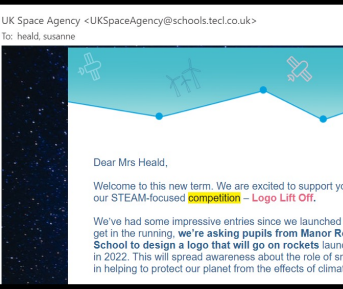 UK Space Agency <UKSpaceAgency@schools.tecl.co.uk>
To: heald, susanne
Dear Mrs Heald,
Welcome to this new term. We are excited to support yo
our STEAM-focused competition – Logo Lift Off.
We've had some impressive entries since we launched
get in the running, we're asking pupils from Manor Ro
School to design a logo that will go on rockets launc
in 2022. This will spread awareness about the role of sm
in helping to protect our planet from the effects of climat